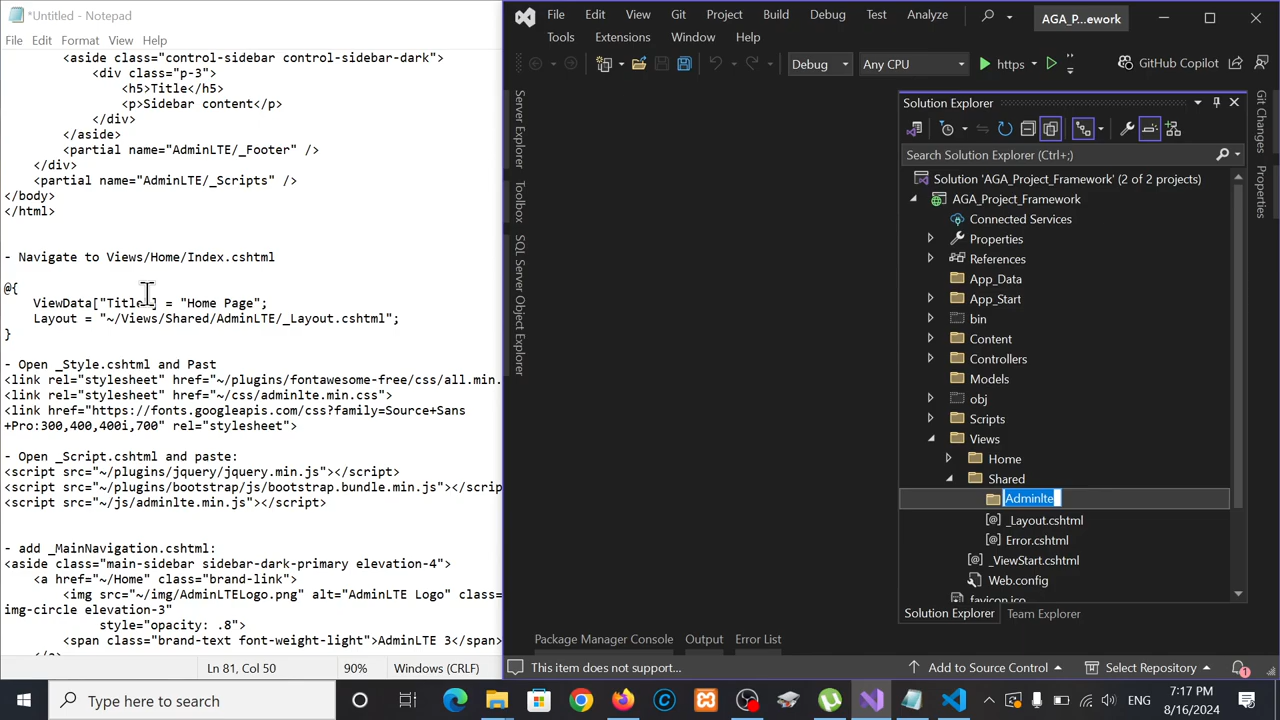 *Untitled - Notepad
File Edit Format View Help
<aside class="control-sidebar control-sidebar-dark">
<div class="p-3">
<h5>Title</h5>
<p>Sidebar content</p>
</div>
</aside>
<partial name="AdminLTE/_Footer" />
</div>
<partial name="AdminLTE/_Scripts" />
</body>
</html>
- Navigate to Views/Home/Index.cshtml
@{
ViewData["Title"] = "Home Page";
Layout = "~/Views/Shared/AdminLTE/_Layout.cshtml";
}
- Open _Style.cshtml and Past
<link rel="stylesheet" href="~/plugins/fontawesome-free/css/all.min.
<link rel="stylesheet" href="~/css/adminlte.min.css">
<link href="https://fonts.googleapis.com/css?family=Source+Sans
+Pro:300,400,400i,700" rel="stylesheet">
- Open _Script.cshtml and paste:
<script src="~/plugins/jquery/jquery.min.js"></script>
<script src="~/plugins/bootstrap/js/bootstrap.bundle.min.js"></scrip
<script src="~/js/adminlte.min.js"></script>
- add _MainNavigation.cshtml:
<aside class="main-sidebar sidebar-dark-primary elevation-4">
<a href="~/Home" class="brand-link">
<img src="~/img/AdminLTELogo.png" alt="AdminLTE Logo" class=
img-circle elevation-3"
style="opacity: .8">
<span class="brand-text font-weight-light">AdminLTE 3</span>
Ln 81, Col 50 90% Windows (CRLF)
File Edit View Git Project Build Debug Test Analyze
Tools Extensions Window Help
AGA_P...ework
Debug Any CPU https GitHub Copilot
Server Explorer
Toolbox
SQL Server Object Explorer
Solution Explorer
Search Solution Explorer (Ctrl+;)
Solution 'AGA_Project_Framework' (2 of 2 projects)
AGA_Project_Framework
Connected Services
Properties
References
App_Data
App_Start
bin
Content
Controllers
Models
obj
Scripts
Views
Home
Shared
Adminlte
_Layout.cshtml
Error.cshtml
_ViewStart.cshtml
Web.config
favicon.ico
Solution Explorer Team Explorer
Git Changes
Properties
Package Manager Console Output Error List
This item does not support... Add to Source Control Select Repository 1
Type here to search
ENG
7:17 PM
8/16/2024